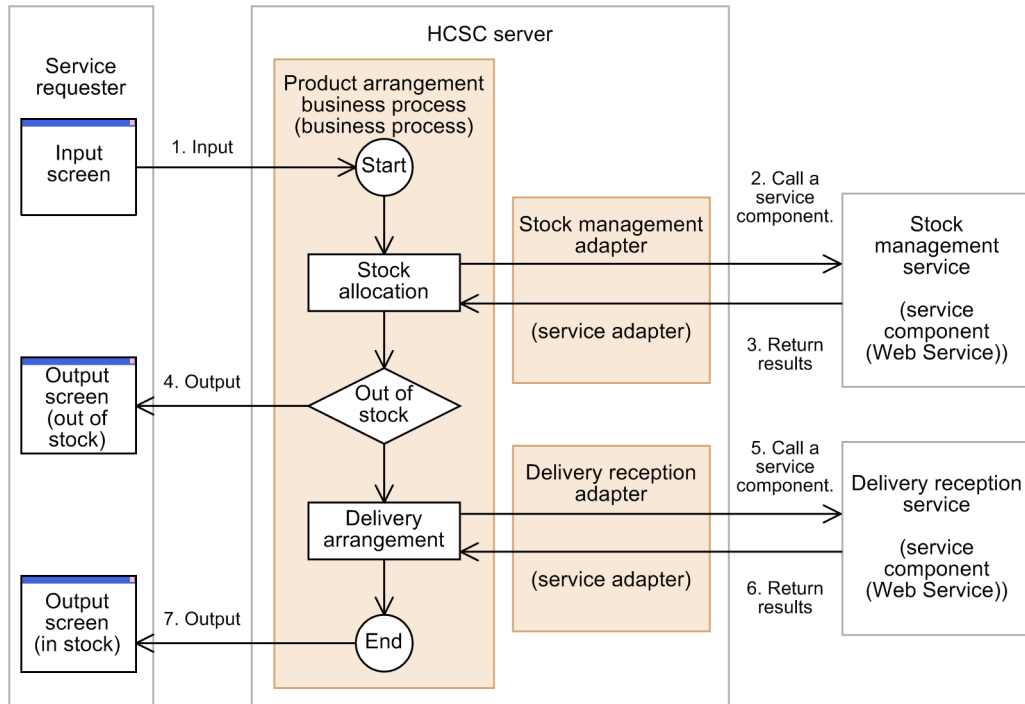 HCSC server
Service
requester
Product arrangement
business process
(business process)
Input
screen
1. Input
Start
2. Call a
service
component.
Stock management
adapter
Stock
management
service
Stock
allocation
(service adapter)
3. Return
results
(service
component
(Web Service))
Output
screen
(out of
stock)
4. Output
Out of
stock
5. Call a
service
component.
Delivery reception
adapter
Delivery reception
service
Delivery
arrangement
(service adapter)
6. Return
results
(service
component
(Web Service))
Output
screen
(in stock)
7. Output
End